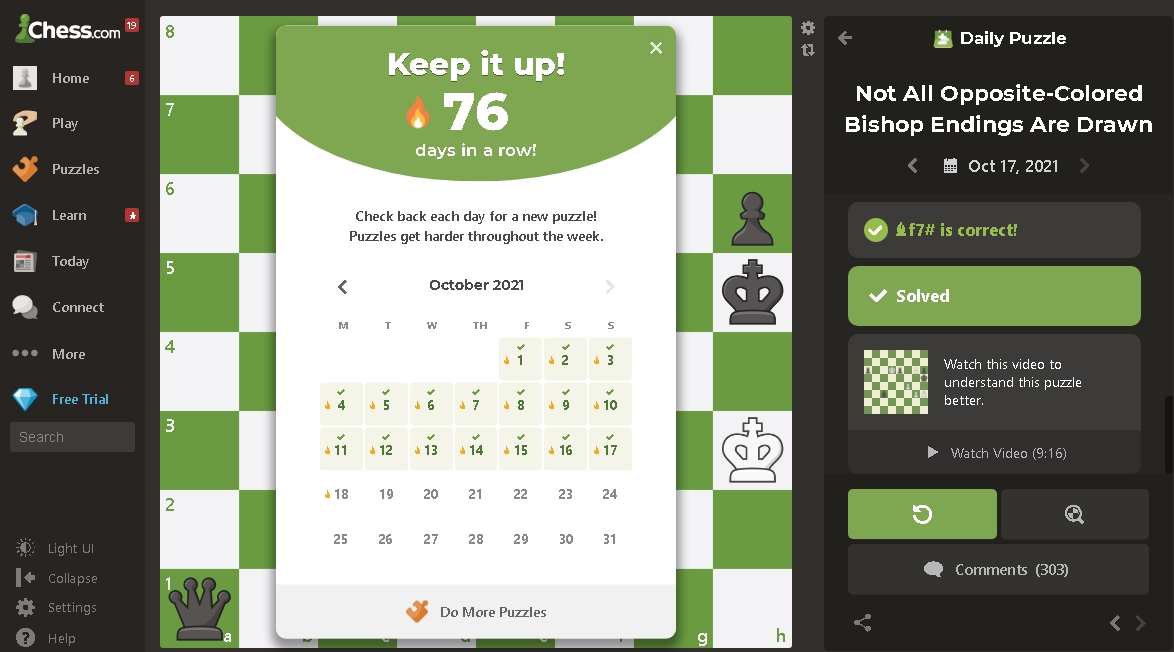 Chess.com
19
Home
6
Play
Puzzles
Learn
Today
Connect
More
Free Trial
Search
Light UI
Collapse
Settings
Help
8
7
6
5
4
3
2
1
a
g
h
Keep it up!
76
days in a row!
Check back each day for a new puzzle!
Puzzles get harder throughout the week.
October 2021
M T W TH F S S
1 2 3
4 5 6 7 8 9 10
11 12 13 14 15 16 17
18 19 20 21 22 23 24
25 26 27 28 29 30 31
Do More Puzzles
Daily Puzzle
Not All Opposite-Colored
Bishop Endings Are Drawn
Oct 17, 2021
♝f7# is correct!
Solved
Watch this video to
understand this puzzle
better.
Watch Video (9:16)
Comments (303)